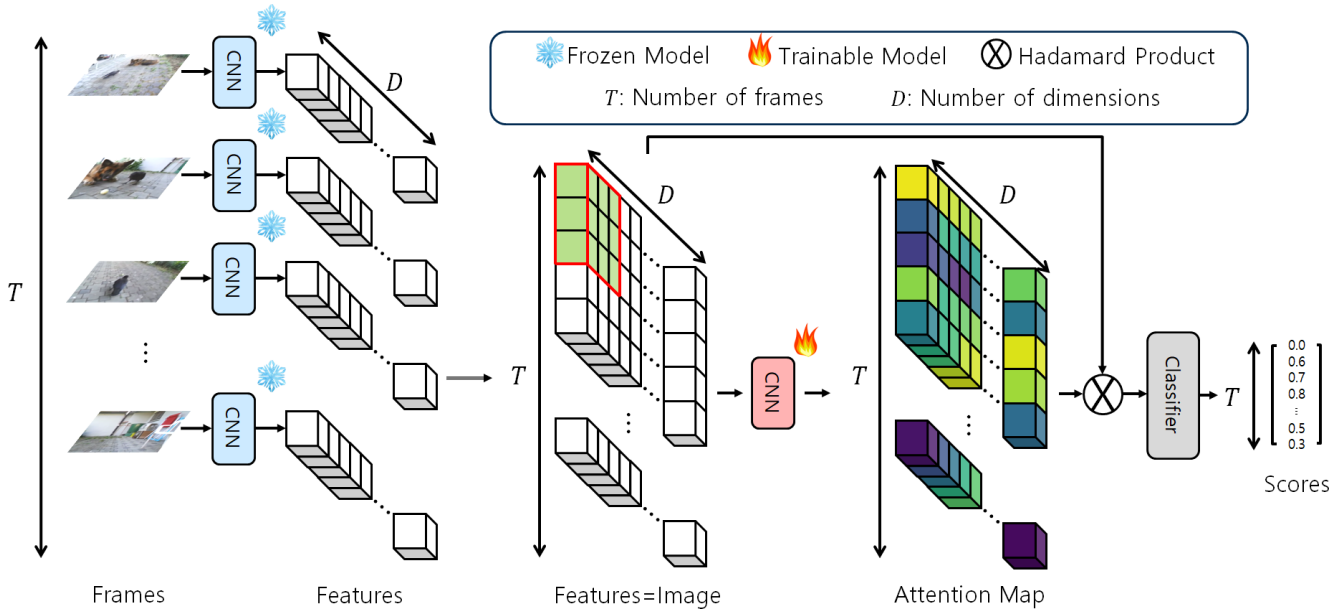 Frozen Model
Trainable Model
Hadamard Product
T: Number of frames
D: Number of dimensions
T
CNN
CNN
CNN
⋮
CNN
D
T
D
CNN
T
D
Classifier
T
0.0
0.6
0.7
0.8
...
0.5
0.3
Scores
Frames
Features
Features=Image
Attention Map